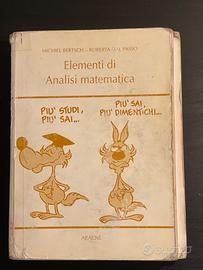 MICHIEL BERTSCH - ROBERTA DAL PASSO
Elementi di
Analisi matematica
PIU' STUDI,
PIU' SAI...
PIU' SAI,
PIU' DIMENTICHI...
ARACNE